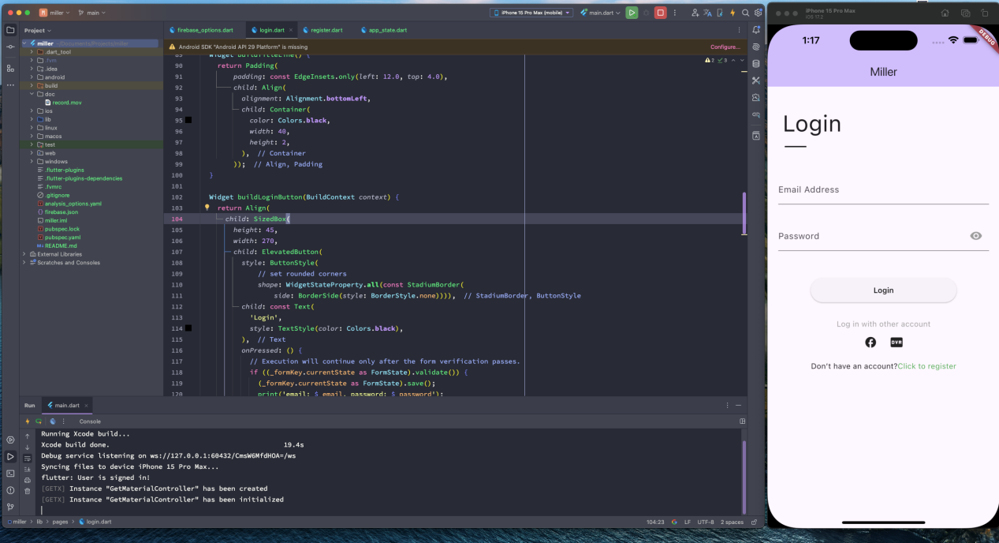 miller
main
iPhone 15 Pro Max (mobile)
main.dart
Project
firebase_options.dart
login.dart
register.dart
app_state.dart
miller ~/Documents/Project/miller
.dart_tool
.fvm
.idea
android
build
doc
record.mov
ios
lib
linux
macos
test
web
windows
.flutter-plugins
.flutter-plugins-dependencies
.fvmrc
.gitignore
analysis_options.yaml
firebase.json
miller.iml
pubspec.lock
pubspec.yaml
README.md
External Libraries
Scratches and Consoles
Android SDK "Android API 29 Platform" is missing
Configure...
2 3
89 Widget buildTitleLine() {
90 return Padding(
91 padding: const EdgeInsets.only(left: 12.0, top: 4.0),
92 child: Align(
93 alignment: Alignment.bottomLeft,
94 child: Container(
95 color: Colors.black,
96 width: 40,
97 height: 2,
98 ), // Container
99 )); // Align, Padding
100 }
101
102 Widget buildLoginButton(BuildContext context) {
103 return Align(
104 child: SizedBox(
105 height: 45,
106 width: 270,
107 child: ElevatedButton(
108 style: ButtonStyle(
109 // set rounded corners
110 shape: WidgetStateProperty.all(const StadiumBorder(
111 side: BorderSide(style: BorderStyle.none)))), // StadiumBorder, ButtonStyle
112 child: const Text(
113 'Login',
114 style: TextStyle(color: Colors.black),
115 ), // Text
116 onPressed: () {
117 // Execution will continue only after the form verification passes.
118 if ((_formKey.currentState as FormState).validate()) {
119 (_formKey.currentState as FormState).save();
120 print('email: $_email, password: $_password');
Run
main.dart
Console
Running Xcode build...
Xcode build done. 19.4s
Debug service listening on ws://127.0.0.1:60432/CmsW6MfdHOA=/ws
Syncing files to device iPhone 15 Pro Max...
flutter: User is signed in!
[GETX] Instance "GetMaterialController" has been created
[GETX] Instance "GetMaterialController" has been initialized
miller > lib > pages > login.dart
104:23 LF UTF-8 2 spaces
iPhone 15 Pro Max
iOS 17.2
1:17
DEBUG
Miller
Login
Email Address
Password
Login
Log in with other account
DVR
Don't have an account?Click to register